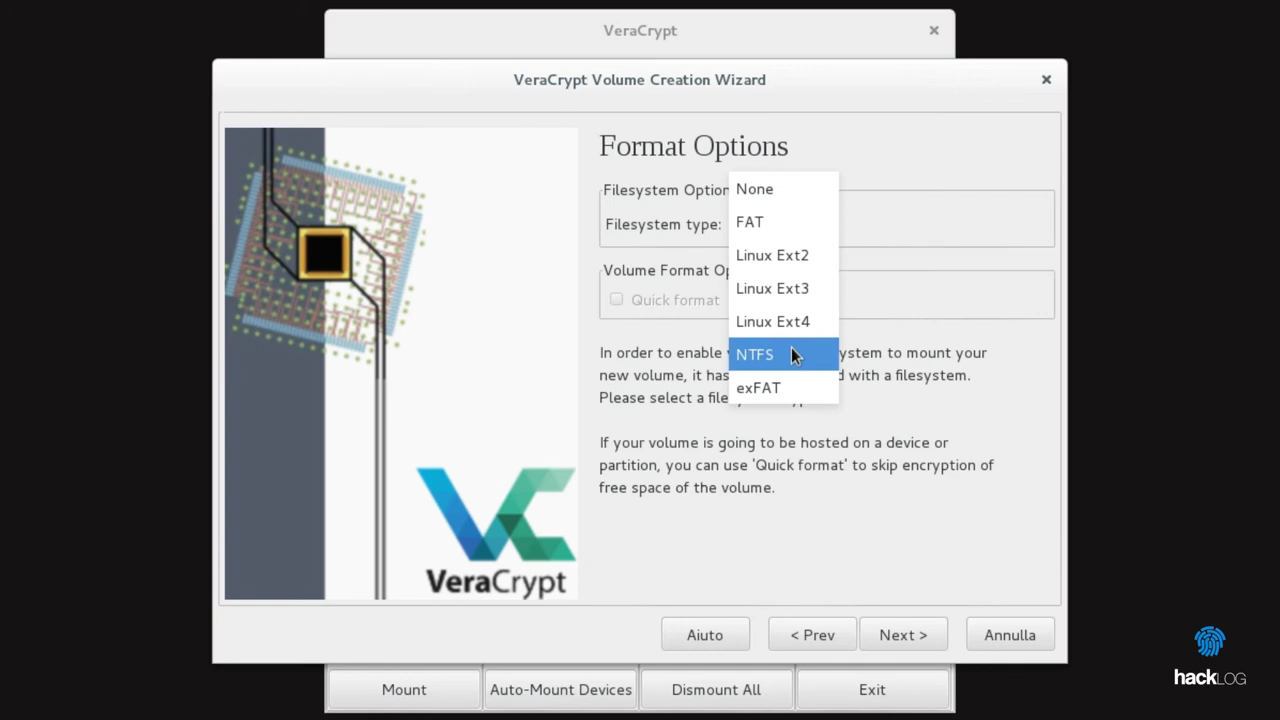 VeraCrypt
VeraCrypt Volume Creation Wizard
Format Options
Filesystem Option
Filesystem type:
None
FAT
Linux Ext2
Linux Ext3
Linux Ext4
NTFS
exFAT
Volume Format Op
Quick format
In order to enable ystem to mount your
new volume, it has d with a filesystem.
Please select a file
If your volume is going to be hosted on a device or
partition, you can use 'Quick format' to skip encryption of
free space of the volume.
VeraCrypt
Aiuto
< Prev
Next >
Annulla
Mount
Auto-Mount Devices
Dismount All
Exit
hackLOG